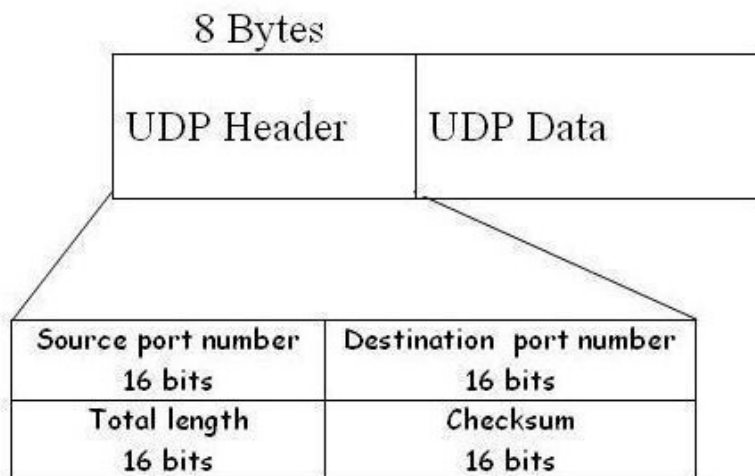 8 Bytes
UDP Header
UDP Data
Source port number
16 bits
Destination port number
16 bits
Total length
16 bits
Checksum
16 bits